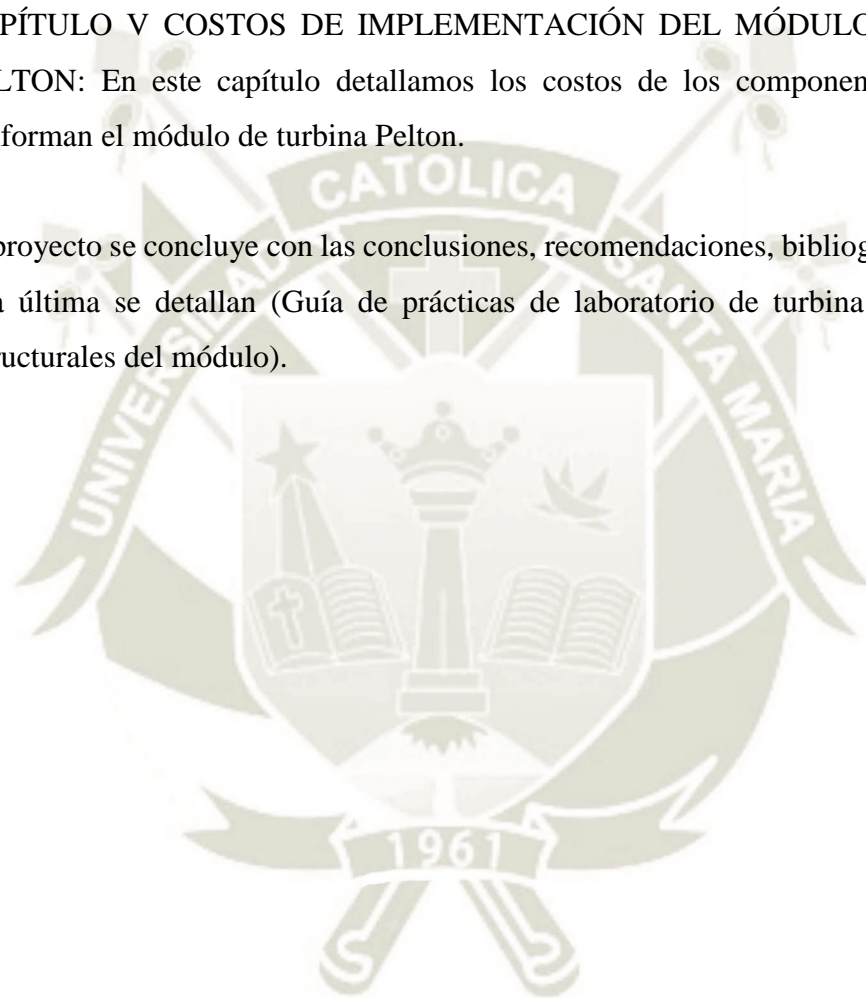 PÍTULO V COSTOS DE IMPLEMENTACIÓN DEL MÓDULO
LTON: En este capítulo detallamos los costos de los componen
forman el módulo de turbina Pelton.
proyecto se concluye con las conclusiones, recomendaciones, bibliog
a última se detallan (Guía de prácticas de laboratorio de turbina
ructurales del módulo).
UNIVERSIDAD CATOLICA SANTA MARIA
1961